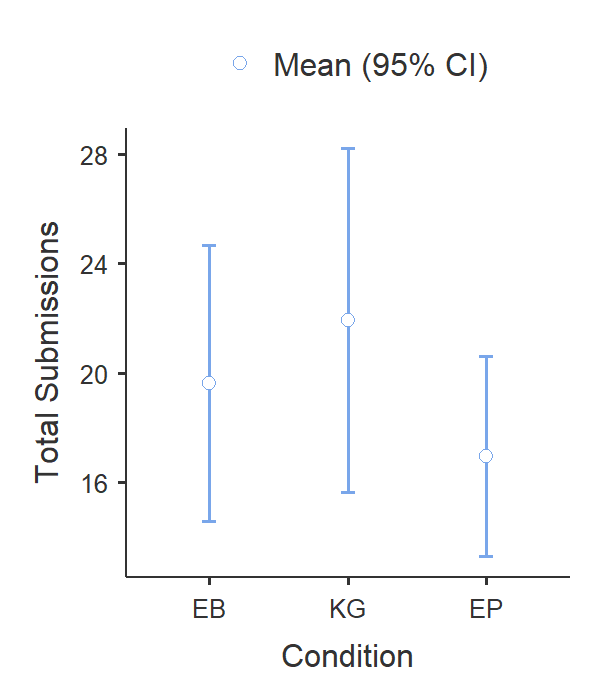 Mean (95% CI)
28
24
20
16
Total Submissions
EB KG EP
Condition